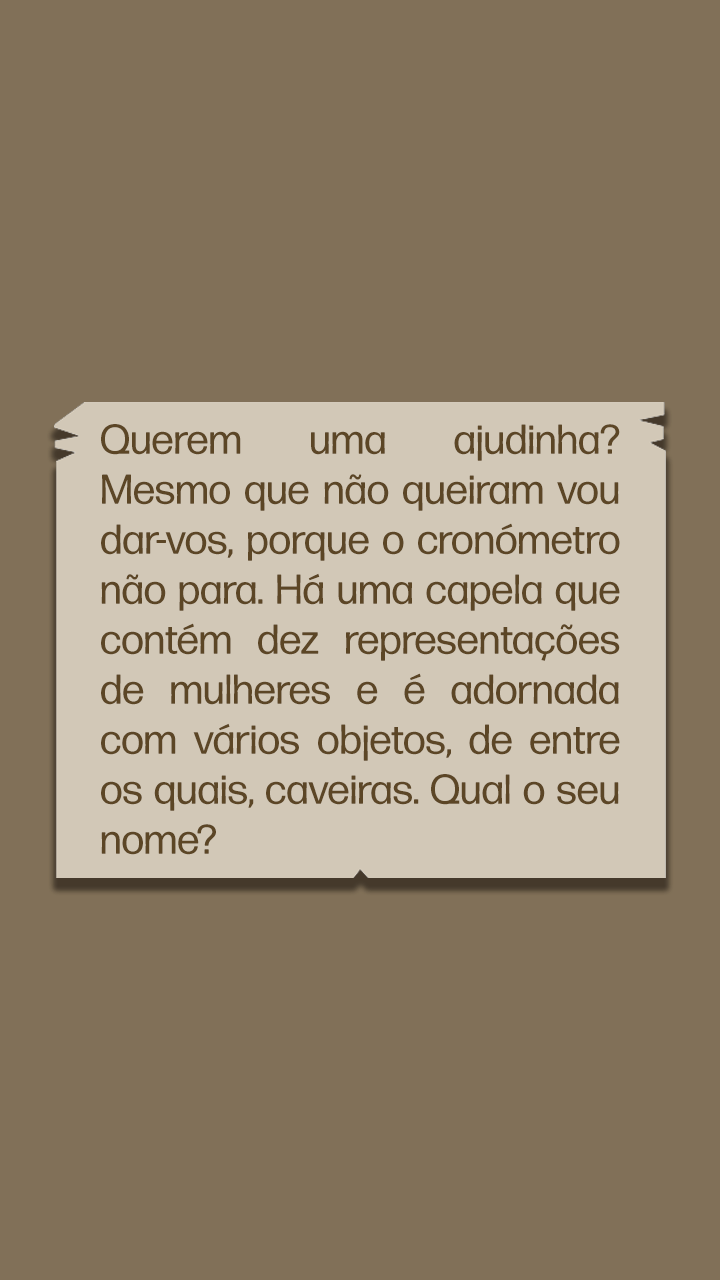 Querem uma ajudinha?
Mesmo que não queiram vou
dar-vos, porque o cronómetro
não para. Há uma capela que
contém dez representações
de mulheres e é adornada
com vários objetos, de entre
os quais, caveiras. Qual o seu
nome?